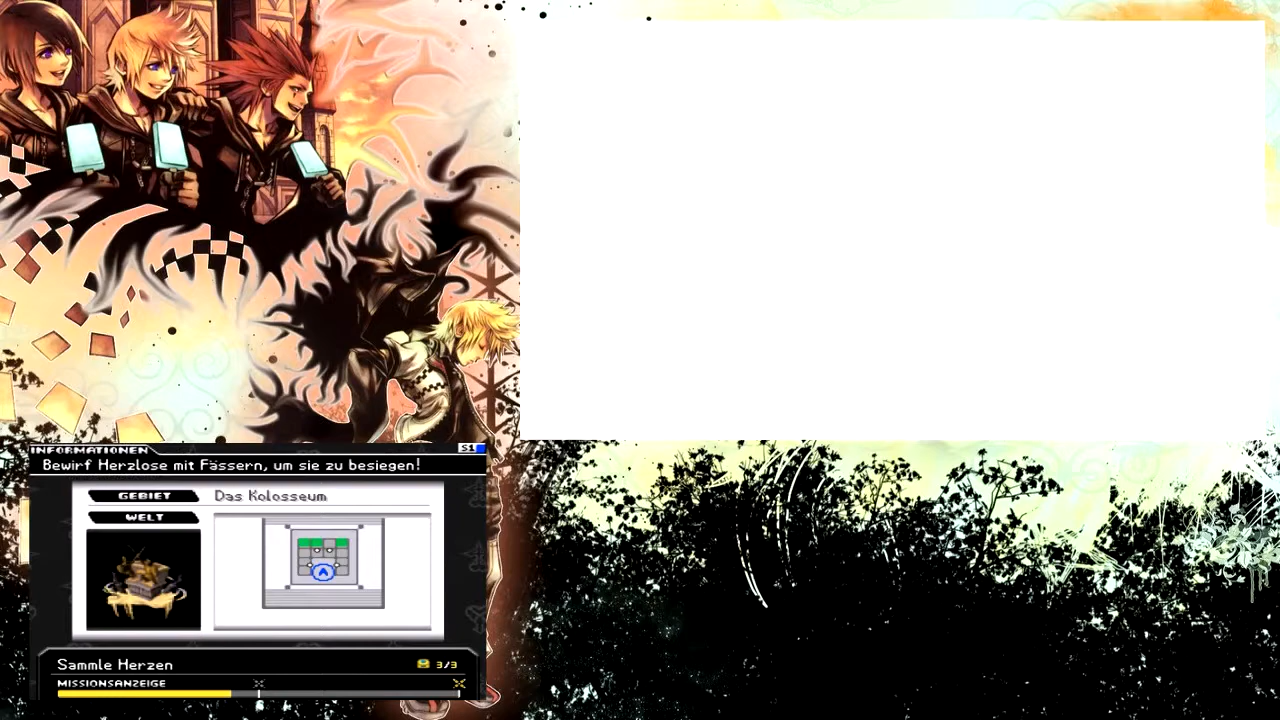 INFORMATIONEN
S1
Bewirf Herzlose mit Fässern, um sie zu besiegen!
GEBIET
Das Kolosseum
WELT
Sammle Herzen
3/3
MISSIONSANZEIGE